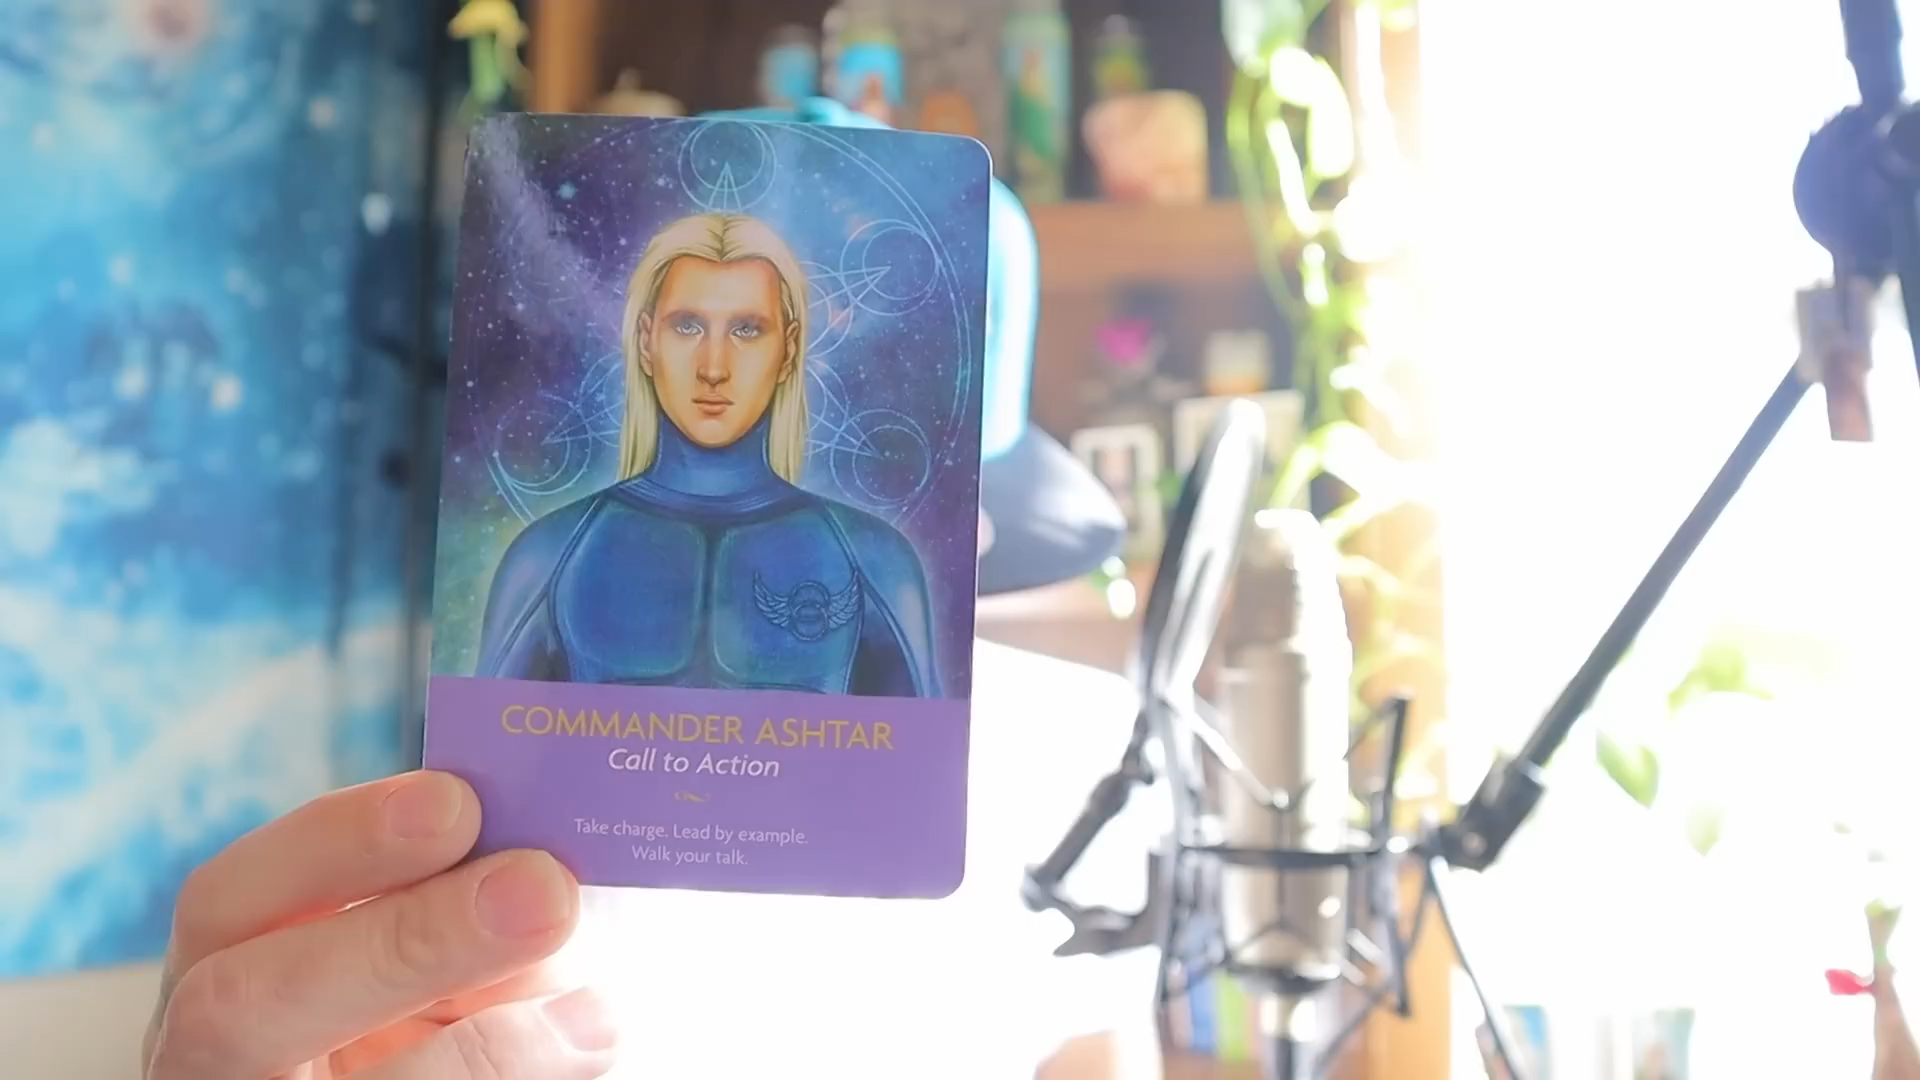 COMMANDER ASHTAR
Call to Action
Take charge. Lead by example.
Walk your talk.